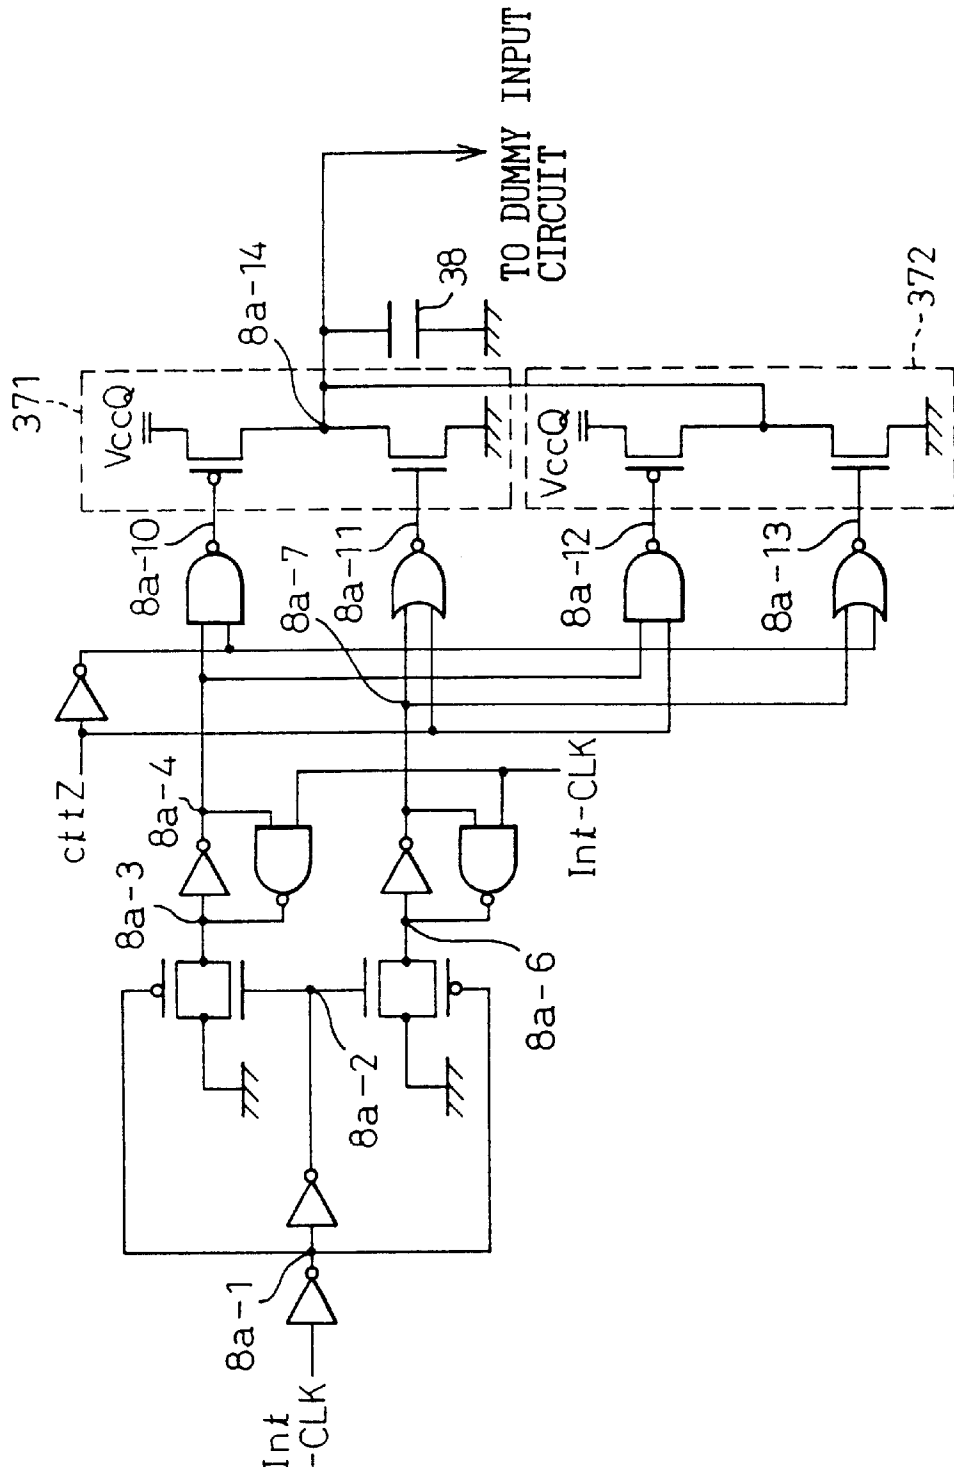 Int
-CLK
8a-1
8a-2
8a-3
8a-4
8a-6
Int-CLK
cttZ
8a-7
8a-10
8a-11
8a-12
8a-13
371
VccQ
8a-14
38
372
VccQ
TO DUMMY INPUT
CIRCUIT